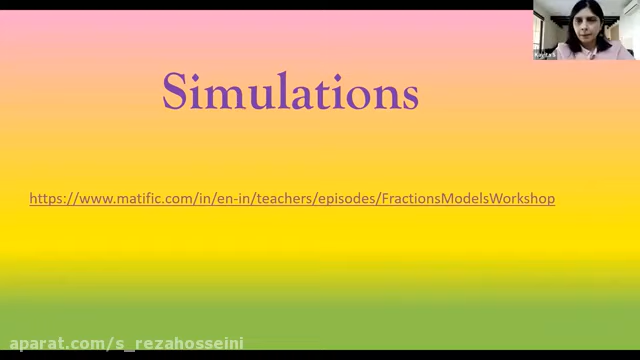 Simulations
https://www.matific.com/in/en-in/teachers/episodes/FractionsModelsWorkshop
aparat.com/s_rezahosseini